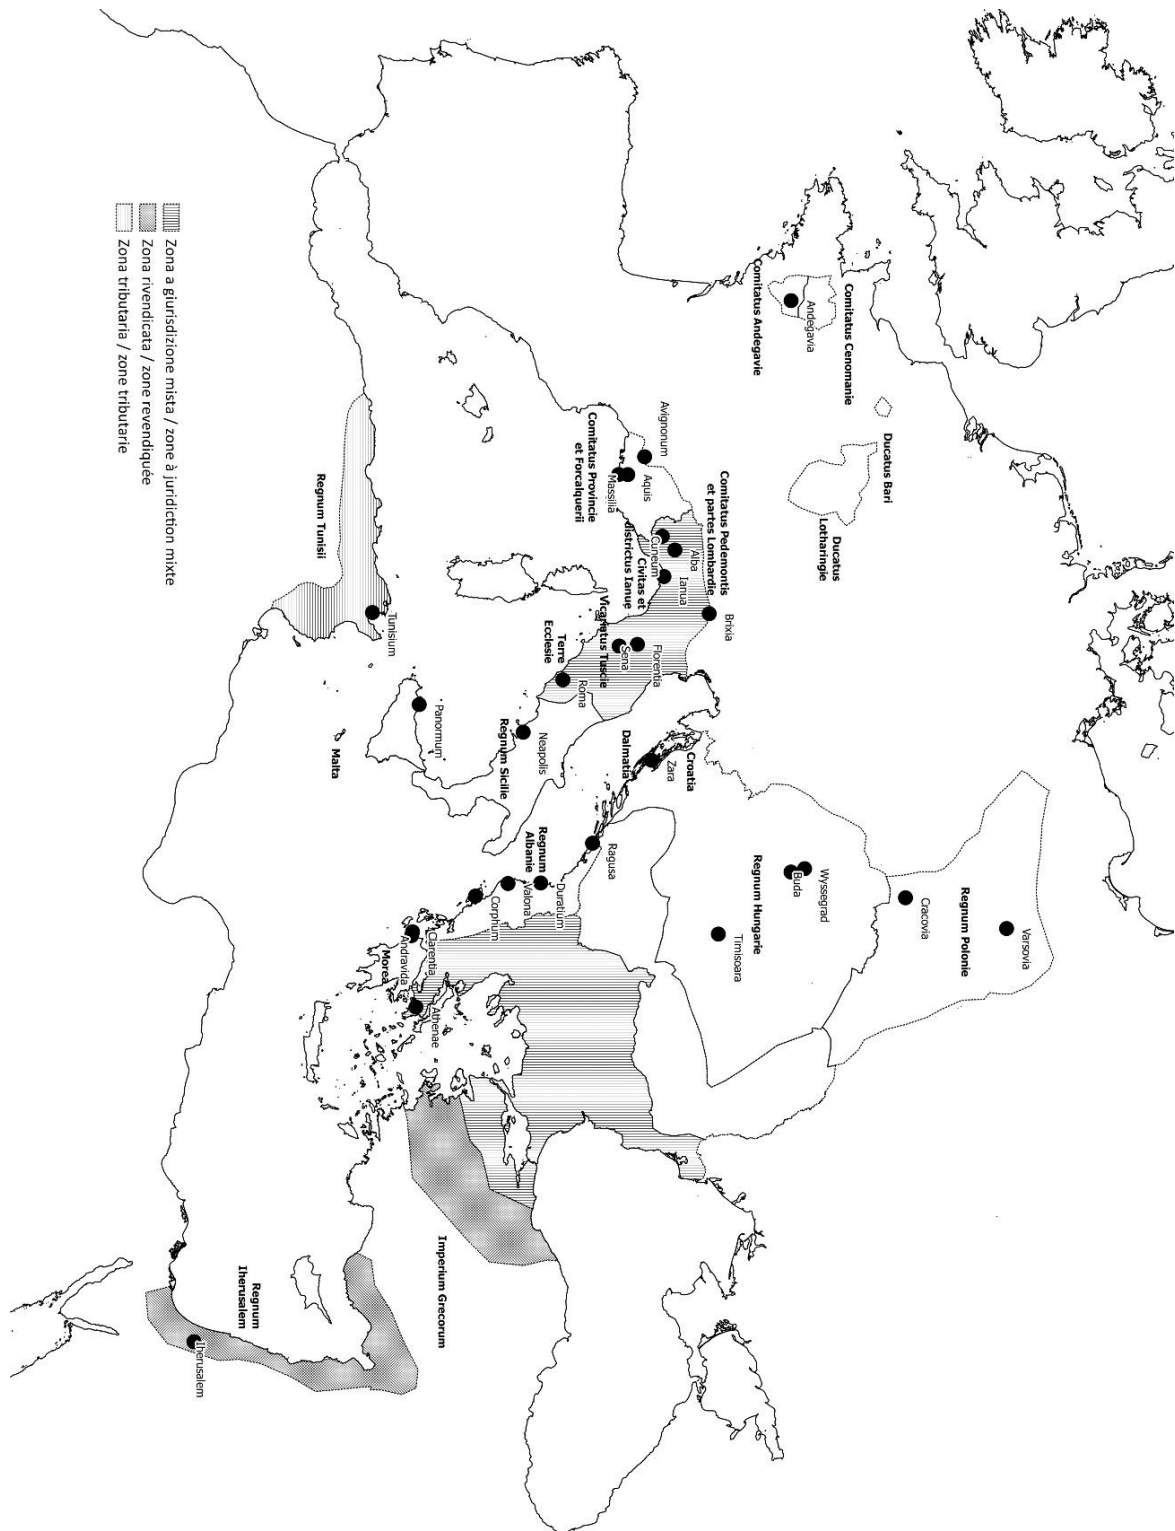 Comitatus Cenomanie
Andegavia
Comitatus Andegavie
Ducatus Bari
Ducatus
Lotharingie
Varsovia
Regnum Polonie
Cracovia
Wyssegrad
Buda
Regnum Hungarie
Timisoara
Avignonum
Aquis
Massilia
Comitatus Provincie
et Forcalquerii
Comitatus Pedemontis
et partes Lombardie
Alba
Cuneum
Ianua
Civitas et
districtus Ianuę
Brixia
Florentia
Sena
Vicariatus Tuscie
Terre
Ecclesie
Roma
Croatia
Zara
Dalmatia
Ragusa
Neapolis
Regnum Sicilie
Panormum
Malta
Regnum
Albanie
Duratium
Valona
Corphum
Clarentia
Andravida
Morea
Athenae
Imperium Grecorum
Regnum
Iherusalem
Iherusalem
Tunisium
Regnum Tunisii
Zona a giurisdizione mista / zone à juridiction mixte
Zona rivendicata / zone revendiquée
Zona tributaria / zone tributarie